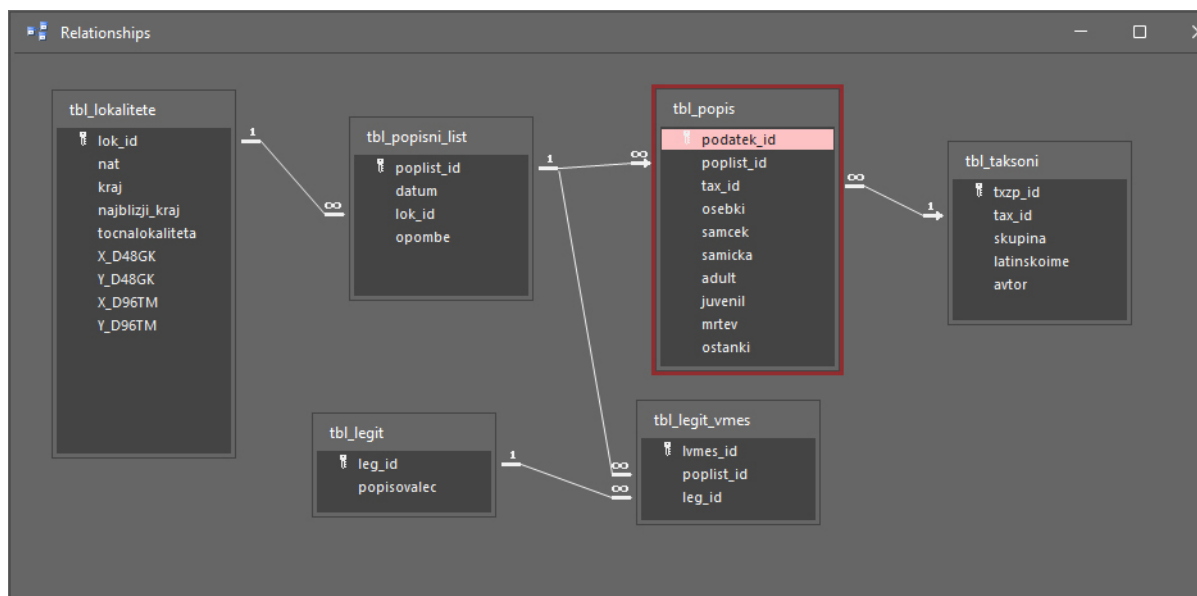 Relationships
tbl_lokalitete
lok_id
nat
kraj
najblizji_kraj
tocnalokaliteta
X_D48GK
Y_D48GK
X_D96TM
Y_D96TM
1
∞
tbl_popisni_list
poplist_id
datum
lok_id
opombe
1
∞
tbl_popis
podatek_id
poplist_id
tax_id
osebki
samcek
samicka
adult
juvenil
mrtev
ostanki
∞
1
tbl_taksoni
txzp_id
tax_id
skupina
latinskoime
avtor
tbl_legit
leg_id
popisovalec
1
∞
∞
tbl_legit_vmes
lvmes_id
poplist_id
leg_id